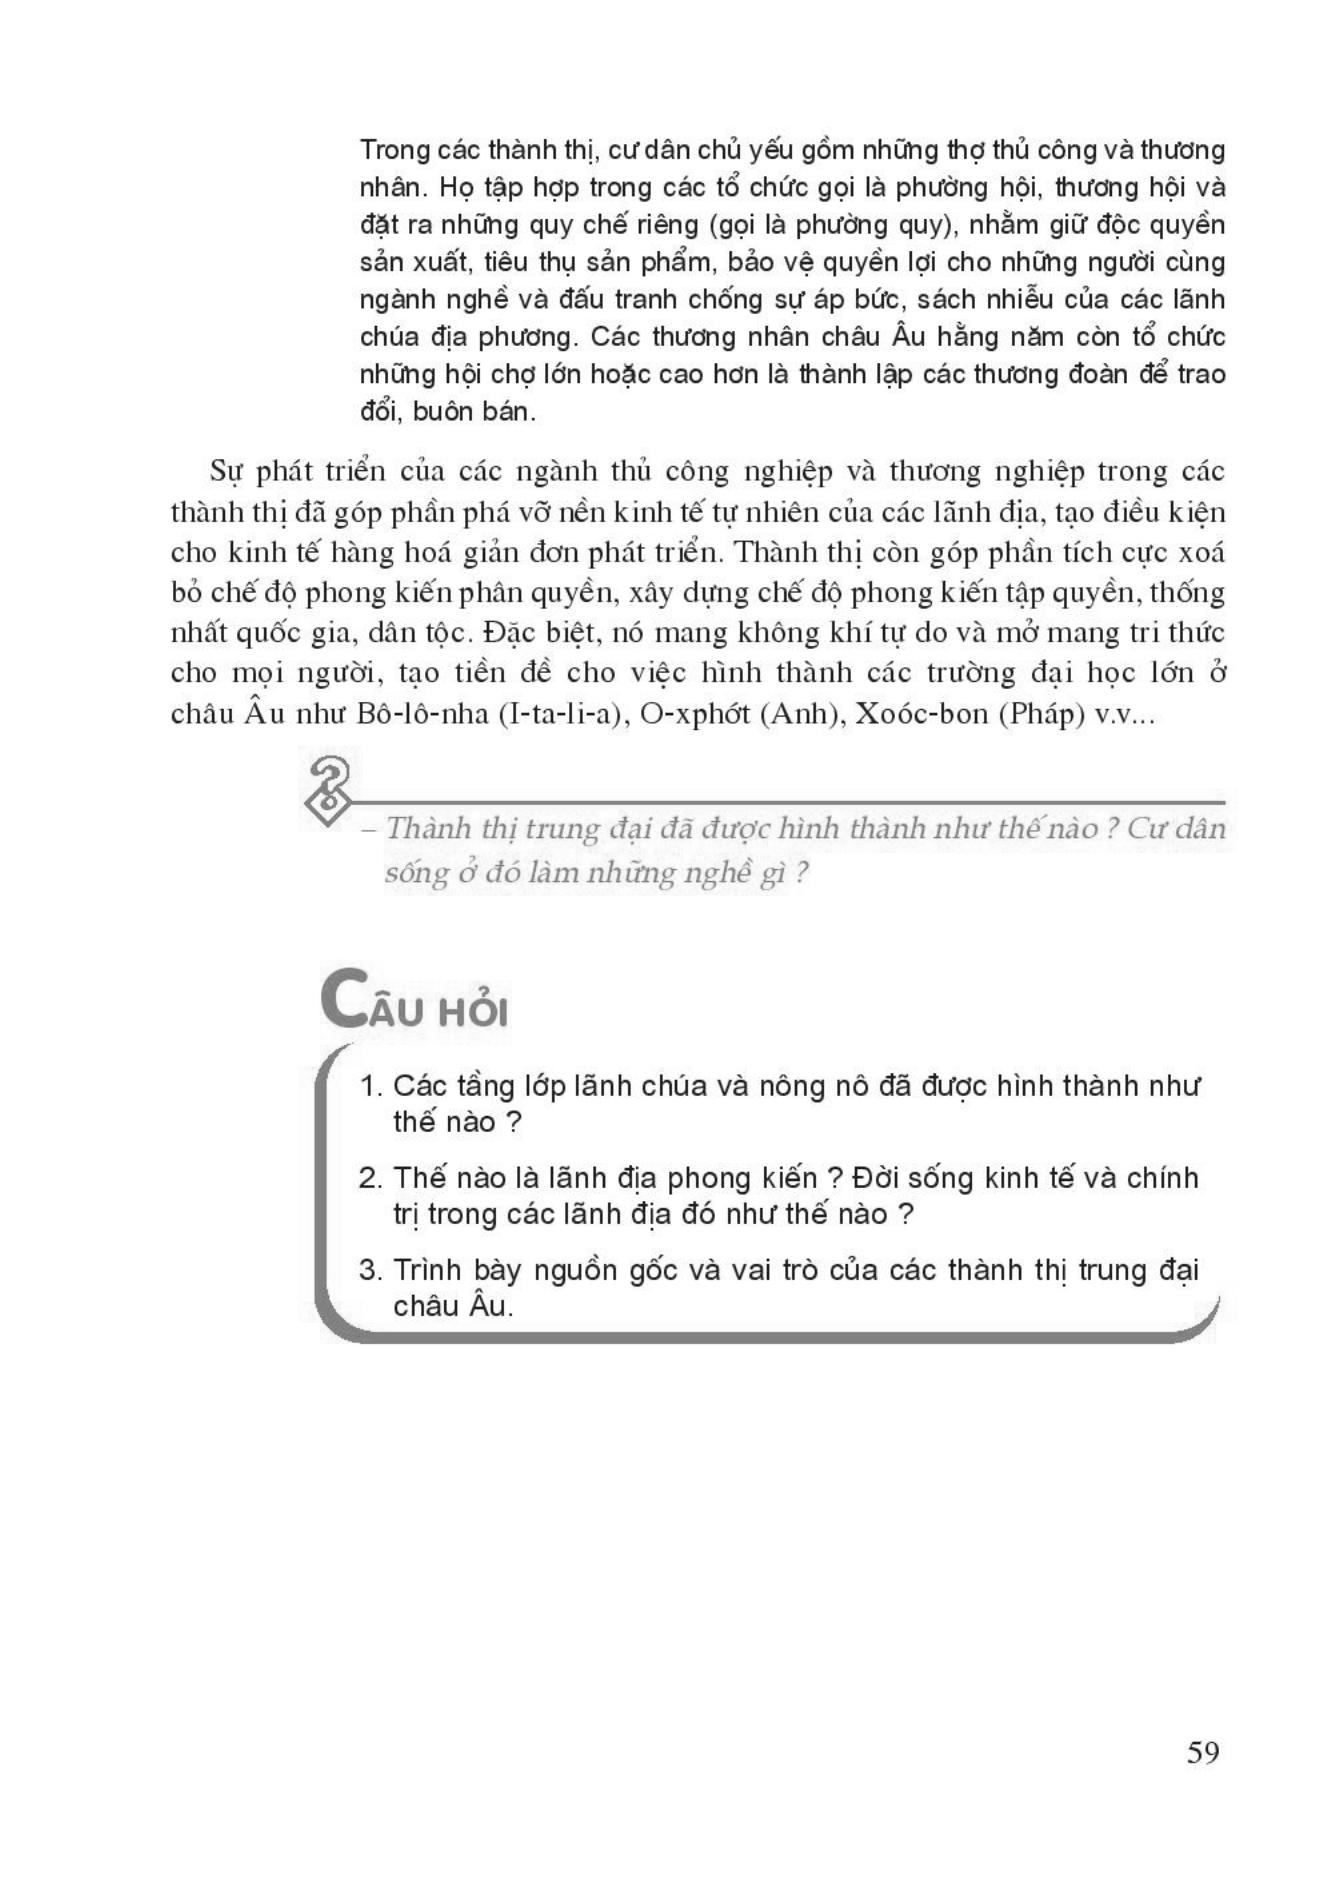 Trong các thành thị, cư dân chủ yếu gồm những thợ thủ công và thương
nhân. Họ tập hợp trong các tổ chức gọi là phường hội, thương hội và
đặt ra những quy chế riêng (gọi là phường quy), nhằm giữ độc quyền
sản xuất, tiêu thụ sản phẩm, bảo vệ quyền lợi cho những người cùng
ngành nghề và đấu tranh chống sự áp bức, sách nhiễu của các lãnh
chúa địa phương. Các thương nhân châu Âu hằng năm còn tổ chức
những hội chợ lớn hoặc cao hơn là thành lập các thương đoàn để trao
đổi, buôn bán.
Sự phát triển của các ngành thủ công nghiệp và thương nghiệp trong các
thành thị đã góp phần phá vỡ nền kinh tế tự nhiên của các lãnh địa, tạo điều kiện
cho kinh tế hàng hoá giản đơn phát triển. Thành thị còn góp phần tích cực xoá
bỏ chế độ phong kiến phân quyền, xây dựng chế độ phong kiến tập quyền, thống
nhất quốc gia, dân tộc. Đặc biệt, nó mang không khí tự do và mở mang tri thức
cho mọi người, tạo tiền đề cho việc hình thành các trường đại học lớn ở
châu Âu như Bô-lô-nha (I-ta-li-a), O-xphớt (Anh), Xoóc-bon (Pháp) v.v...
?
– Thành thị trung đại đã được hình thành như thế nào ? Cư dân
sống ở đó làm những nghề gì ?
CÂU HỎI
1. Các tầng lớp lãnh chúa và nông nô đã được hình thành như
thế nào ?
2. Thế nào là lãnh địa phong kiến ? Đời sống kinh tế và chính
trị trong các lãnh địa đó như thế nào ?
3. Trình bày nguồn gốc và vai trò của các thành thị trung đại
châu Âu.
59